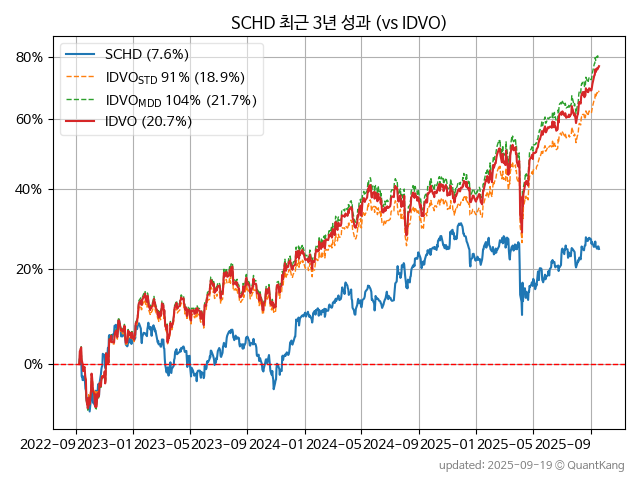 SCHD 최근 3년 성과 (vs IDVO)
SCHD (7.6%)
IDVO_STD 91% (18.9%)
IDVO_MDD 104% (21.7%)
IDVO (20.7%)
80%
60%
40%
20%
0%
2022-09 2023-01 2023-05 2023-09 2024-01 2024-05 2024-09 2025-01 2025-05 2025-09
updated: 2025-09-19 © QuantKang